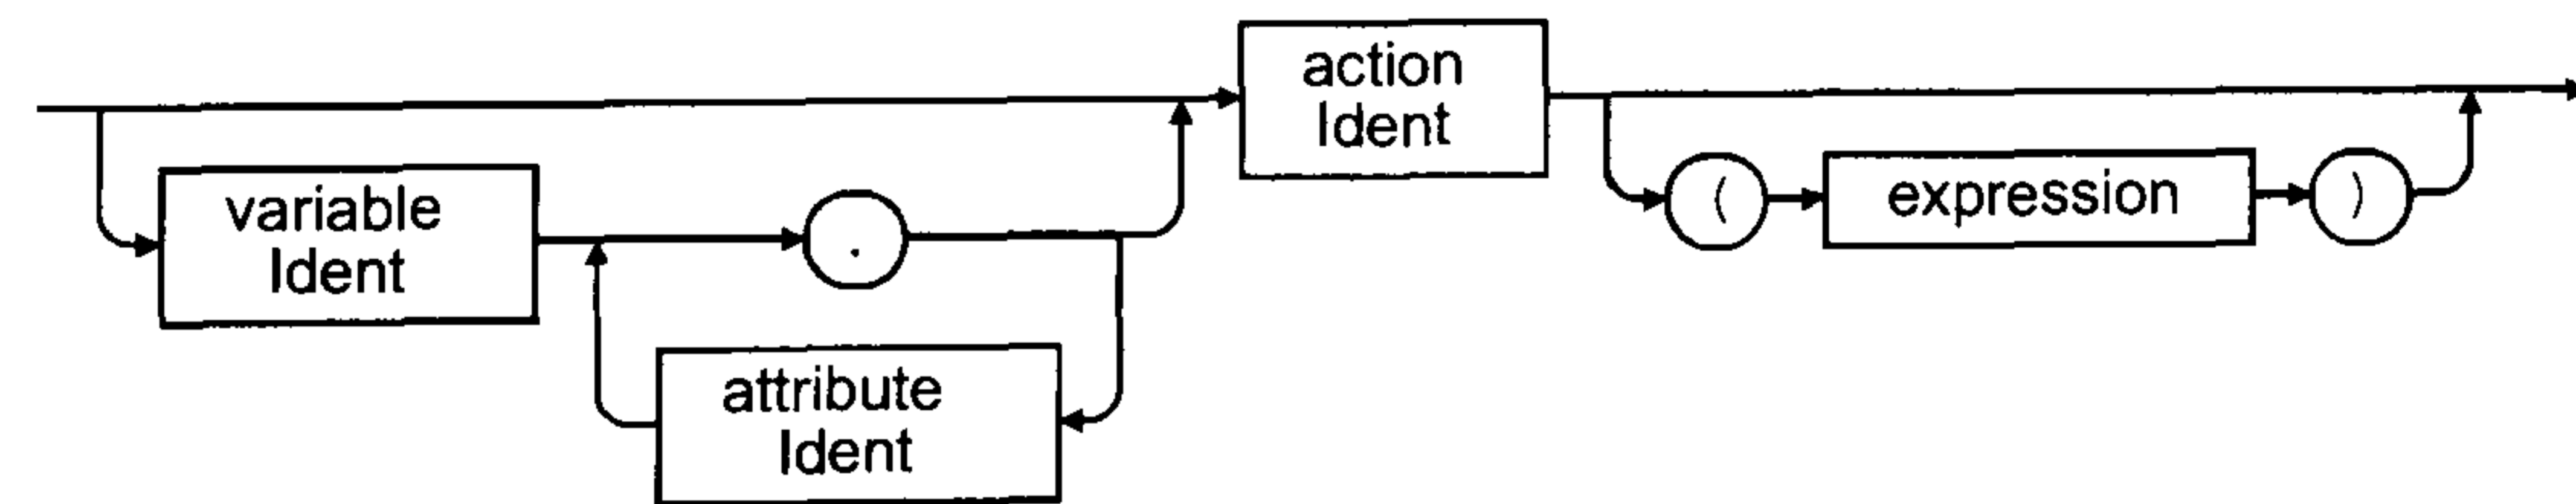 action
Ident
variable
Ident
.
( expression )
attribute
Ident